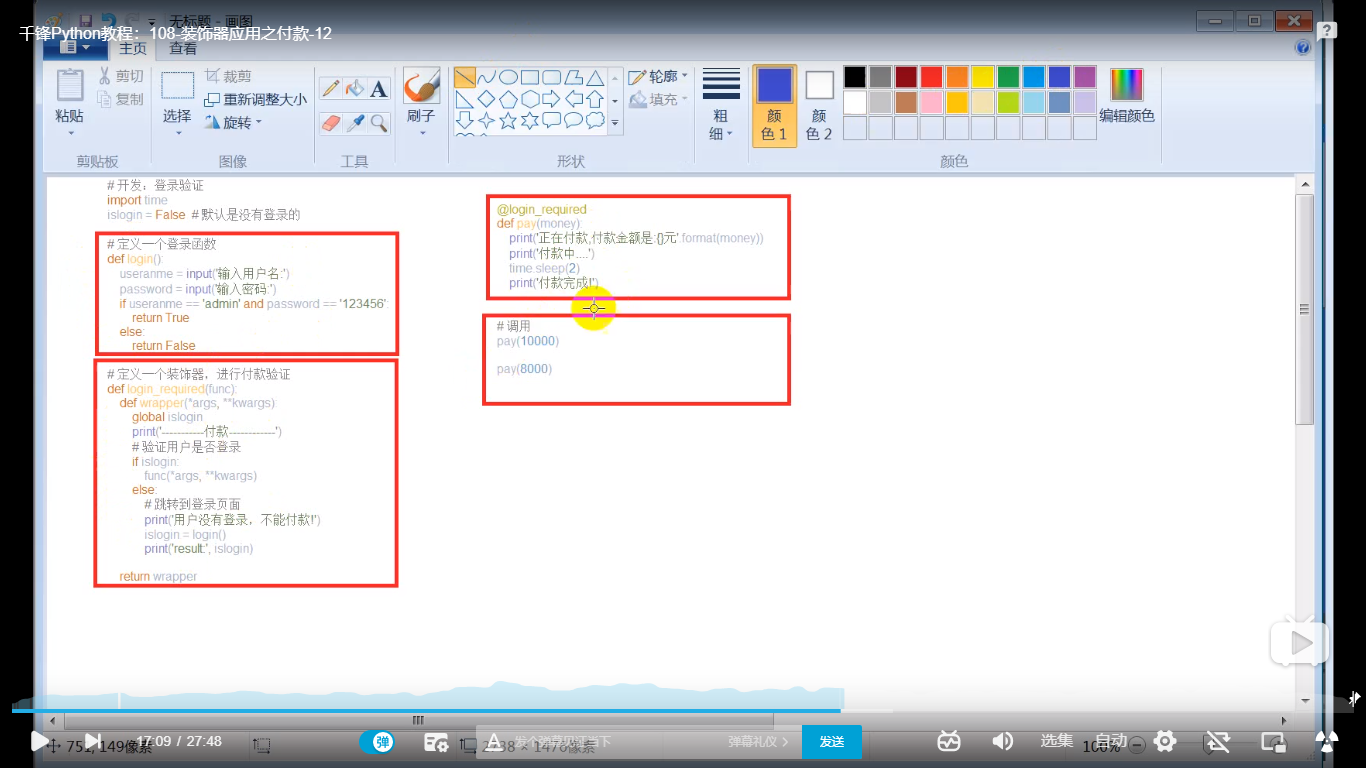 无标题 - 画图
千锋Python教程：108-装饰器应用之付款-12
主页 查看
粘贴
剪切
复制
剪贴板
选择
裁剪
重新调整大小
旋转
图像
A
工具
刷子
形状
轮廓
填充
粗细
颜色 1
颜色 2
编辑颜色
颜色
# 开发，登录验证
import time
islogin = False # 默认是没有登录的
# 定义一个登录函数
def login():
useranme = input('输入用户名:')
password = input('输入密码:')
if useranme == 'admin' and password == '123456':
return True
else:
return False
# 定义一个装饰器，进行付款验证
def login_required(func):
def wrapper(*args, **kwargs):
global islogin
print('-----------付款------------')
# 验证用户是否登录
if islogin:
func(*args, **kwargs)
else:
# 跳转到登录页面
print('用户没有登录，不能付款!')
islogin = login()
print('result:', islogin)
return wrapper
@login_required
def pay(money):
print('正在付款,付款金额是:{}元'.format(money))
print('付款中....')
time.sleep(2)
print('付款完成!')
# 调用
pay(10000)
pay(8000)
751, 149像素
17:09 / 27:48
弹
发个弹幕见证当下
弹幕礼仪 >
发送
选集
自动
100%